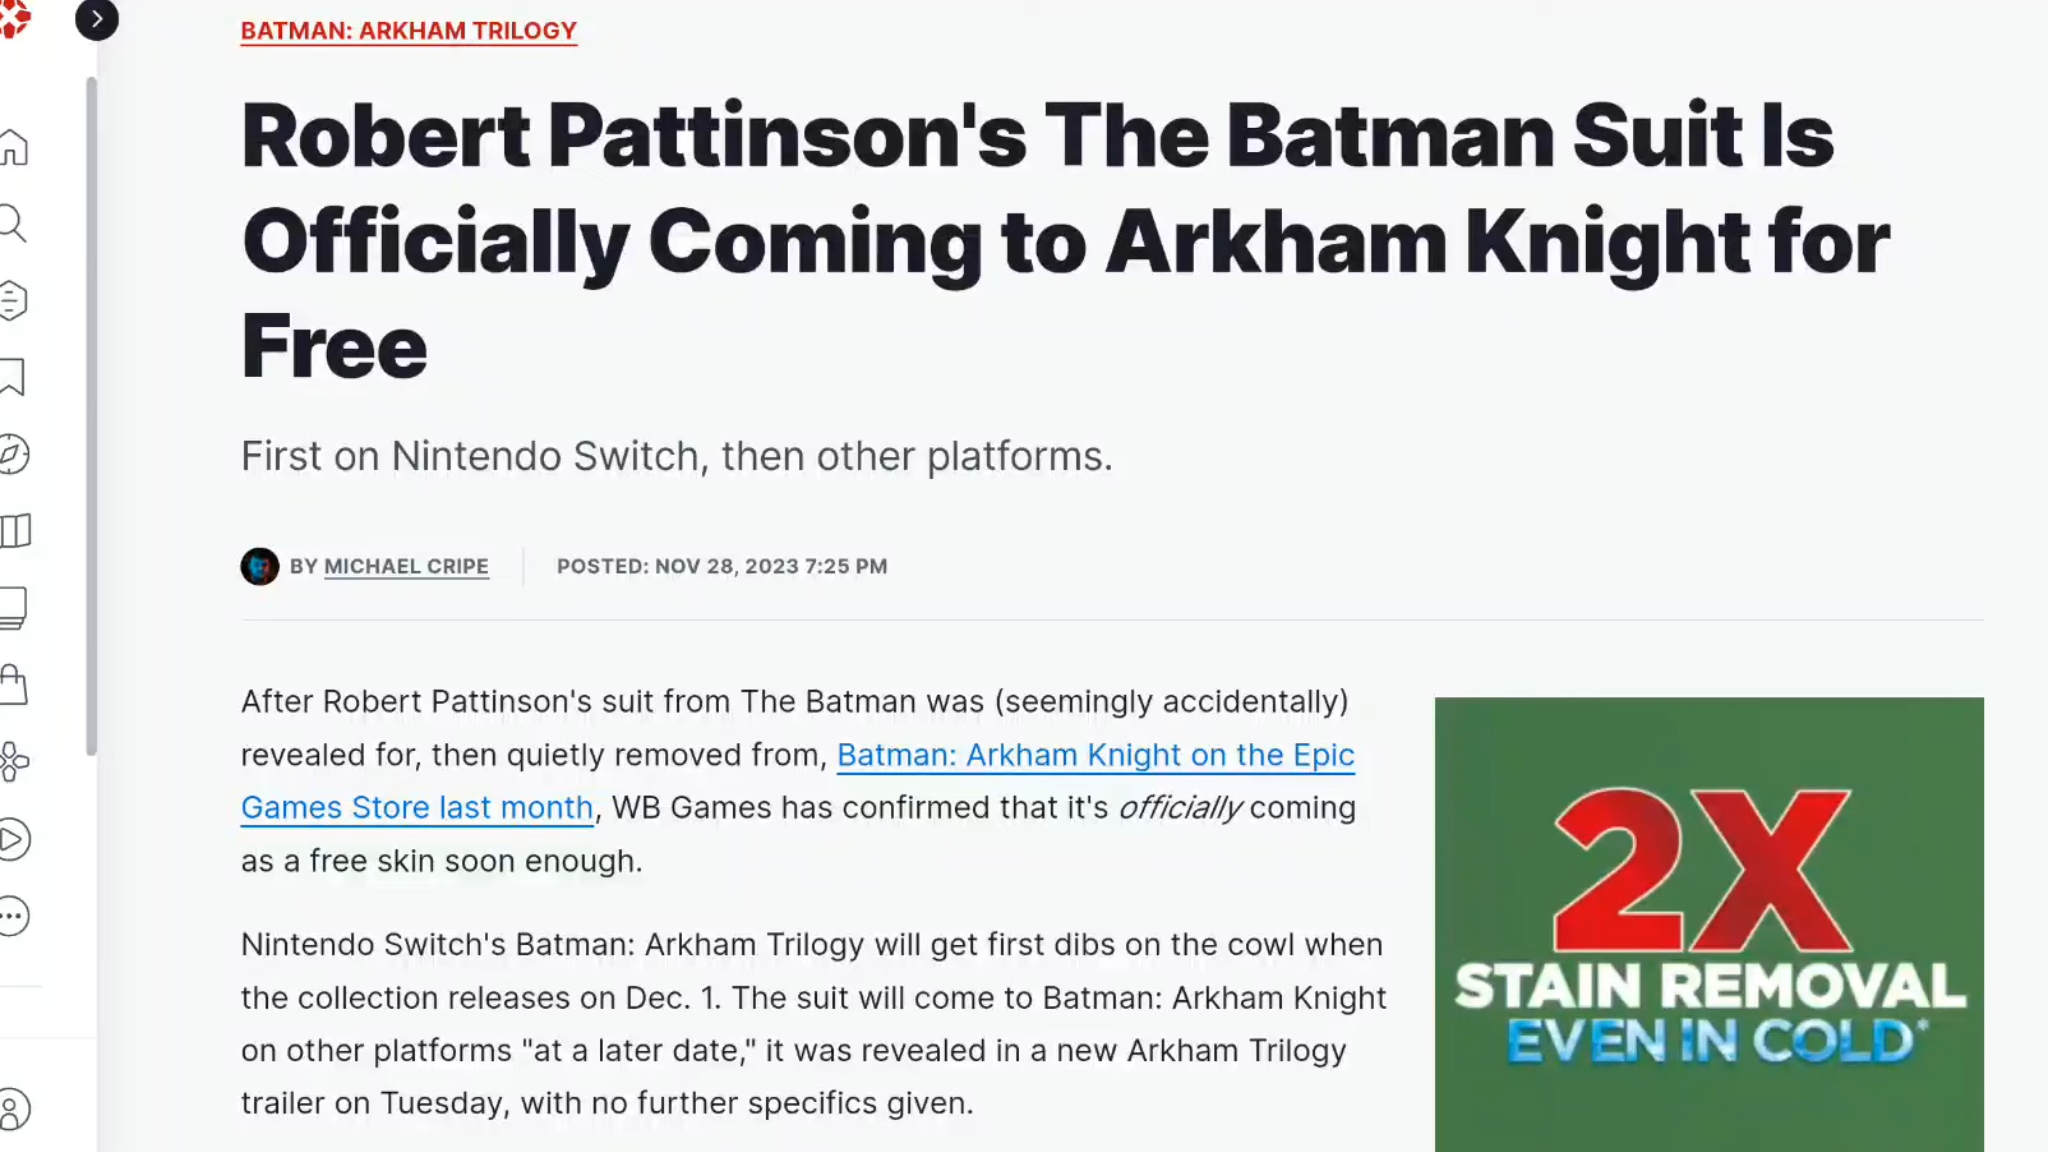 BATMAN: ARKHAM TRILOGY
Robert Pattinson's The Batman Suit Is
Officially Coming to Arkham Knight for
Free
First on Nintendo Switch, then other platforms.
BY MICHAEL CRIPE
POSTED: NOV 28, 2023 7:25 PM
After Robert Pattinson's suit from The Batman was (seemingly accidentally)
revealed for, then quietly removed from, Batman: Arkham Knight on the Epic
Games Store last month, WB Games has confirmed that it's officially coming
as a free skin soon enough.
Nintendo Switch's Batman: Arkham Trilogy will get first dibs on the cowl when
the collection releases on Dec. 1. The suit will come to Batman: Arkham Knight
on other platforms "at a later date," it was revealed in a new Arkham Trilogy
trailer on Tuesday, with no further specifics given.
2X
STAIN REMOVAL
EVEN IN COLD*